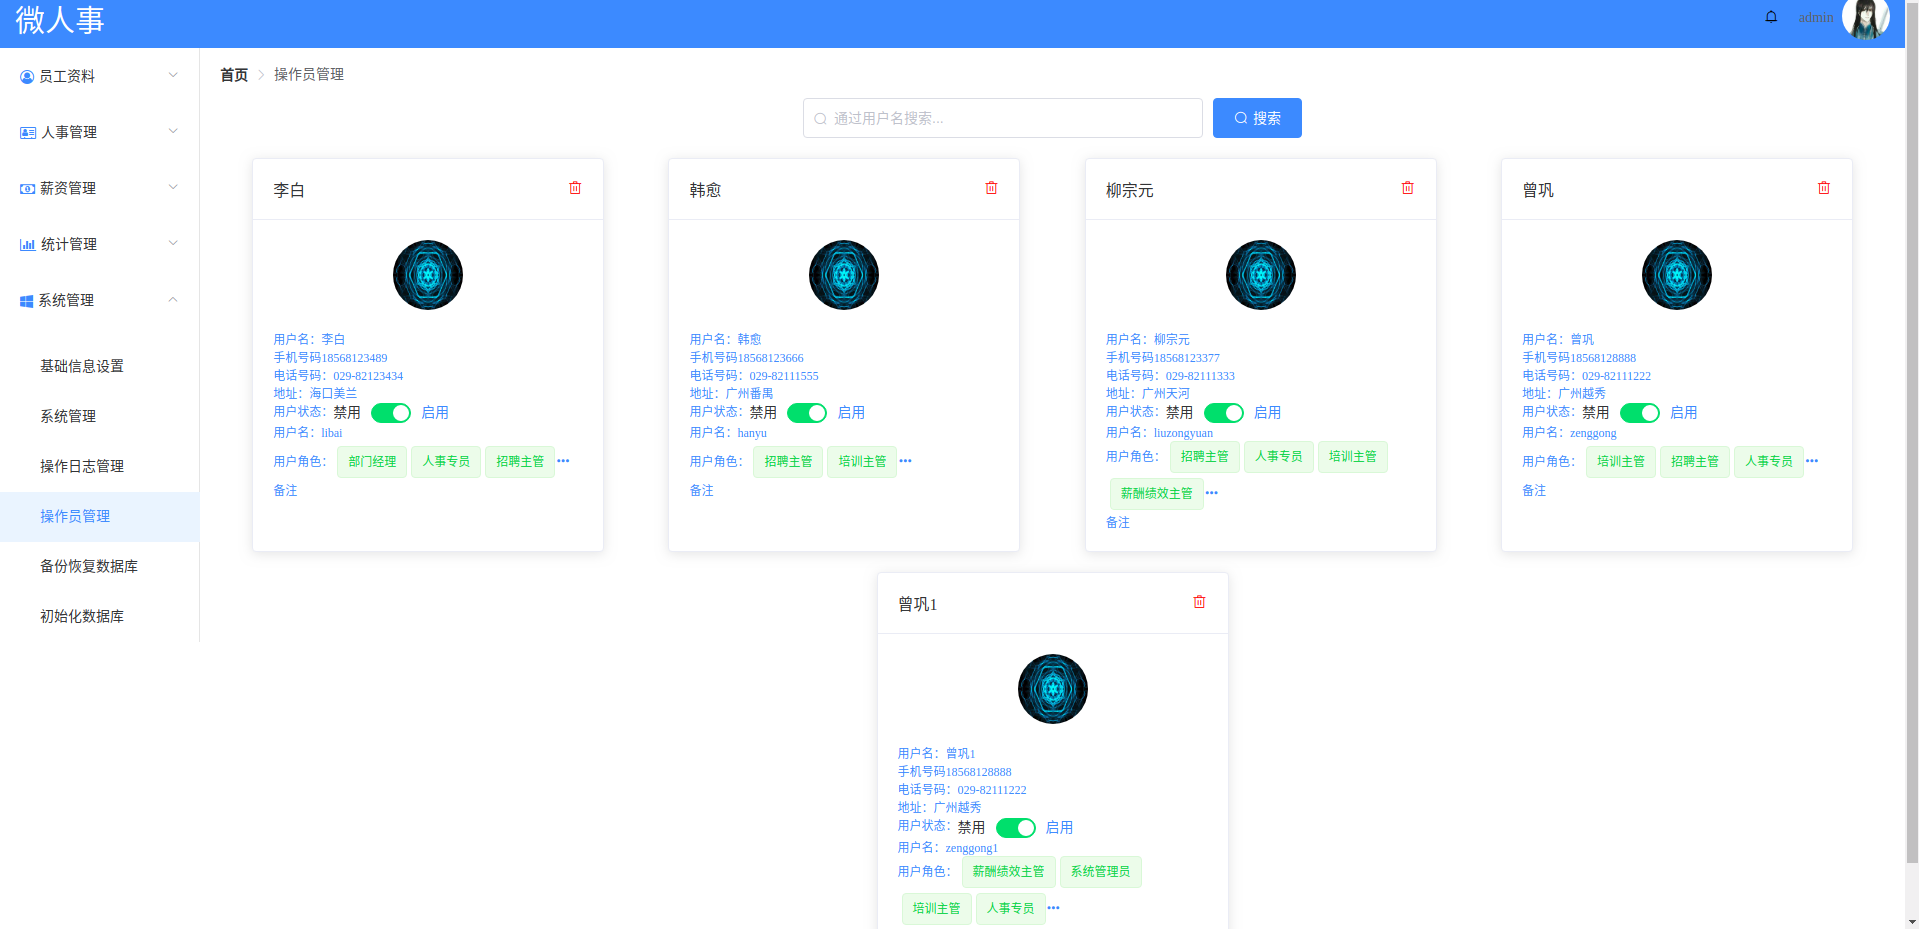 微人事
admin
员工资料
人事管理
薪资管理
统计管理
系统管理
基础信息设置
系统管理
操作日志管理
操作员管理
备份恢复数据库
初始化数据库
首页 操作员管理
通过用户名搜索...
搜索
李白
用户名：李白
手机号码18568123489
电话号码：029-82123434
地址：海口美兰
用户状态：禁用 启用
用户名：libai
用户角色： 部门经理 人事专员 招聘主管 •••
备注
韩愈
用户名：韩愈
手机号码18568123666
电话号码：029-82111555
地址：广州番禺
用户状态：禁用 启用
用户名：hanyu
用户角色： 招聘主管 培训主管 •••
备注
柳宗元
用户名：柳宗元
手机号码18568123377
电话号码：029-82111333
地址：广州天河
用户状态：禁用 启用
用户名：liuzongyuan
用户角色： 招聘主管 人事专员 培训主管
薪酬绩效主管 •••
备注
曾巩
用户名：曾巩
手机号码18568128888
电话号码：029-82111222
地址：广州越秀
用户状态：禁用 启用
用户名：zenggong
用户角色： 培训主管 招聘主管 人事专员 •••
备注
曾巩1
用户名：曾巩1
手机号码18568128888
电话号码：029-82111222
地址：广州越秀
用户状态：禁用 启用
用户名：zenggong1
用户角色： 薪酬绩效主管 系统管理员
培训主管 人事专员 •••